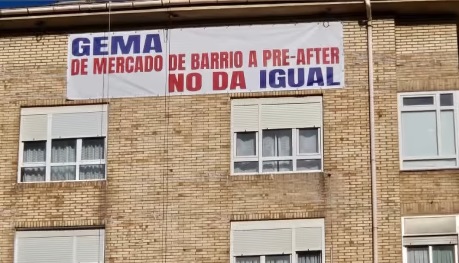 GEMA
DE MERCADO DE BARRIO A PRE-AFTER
NO DA IGUAL